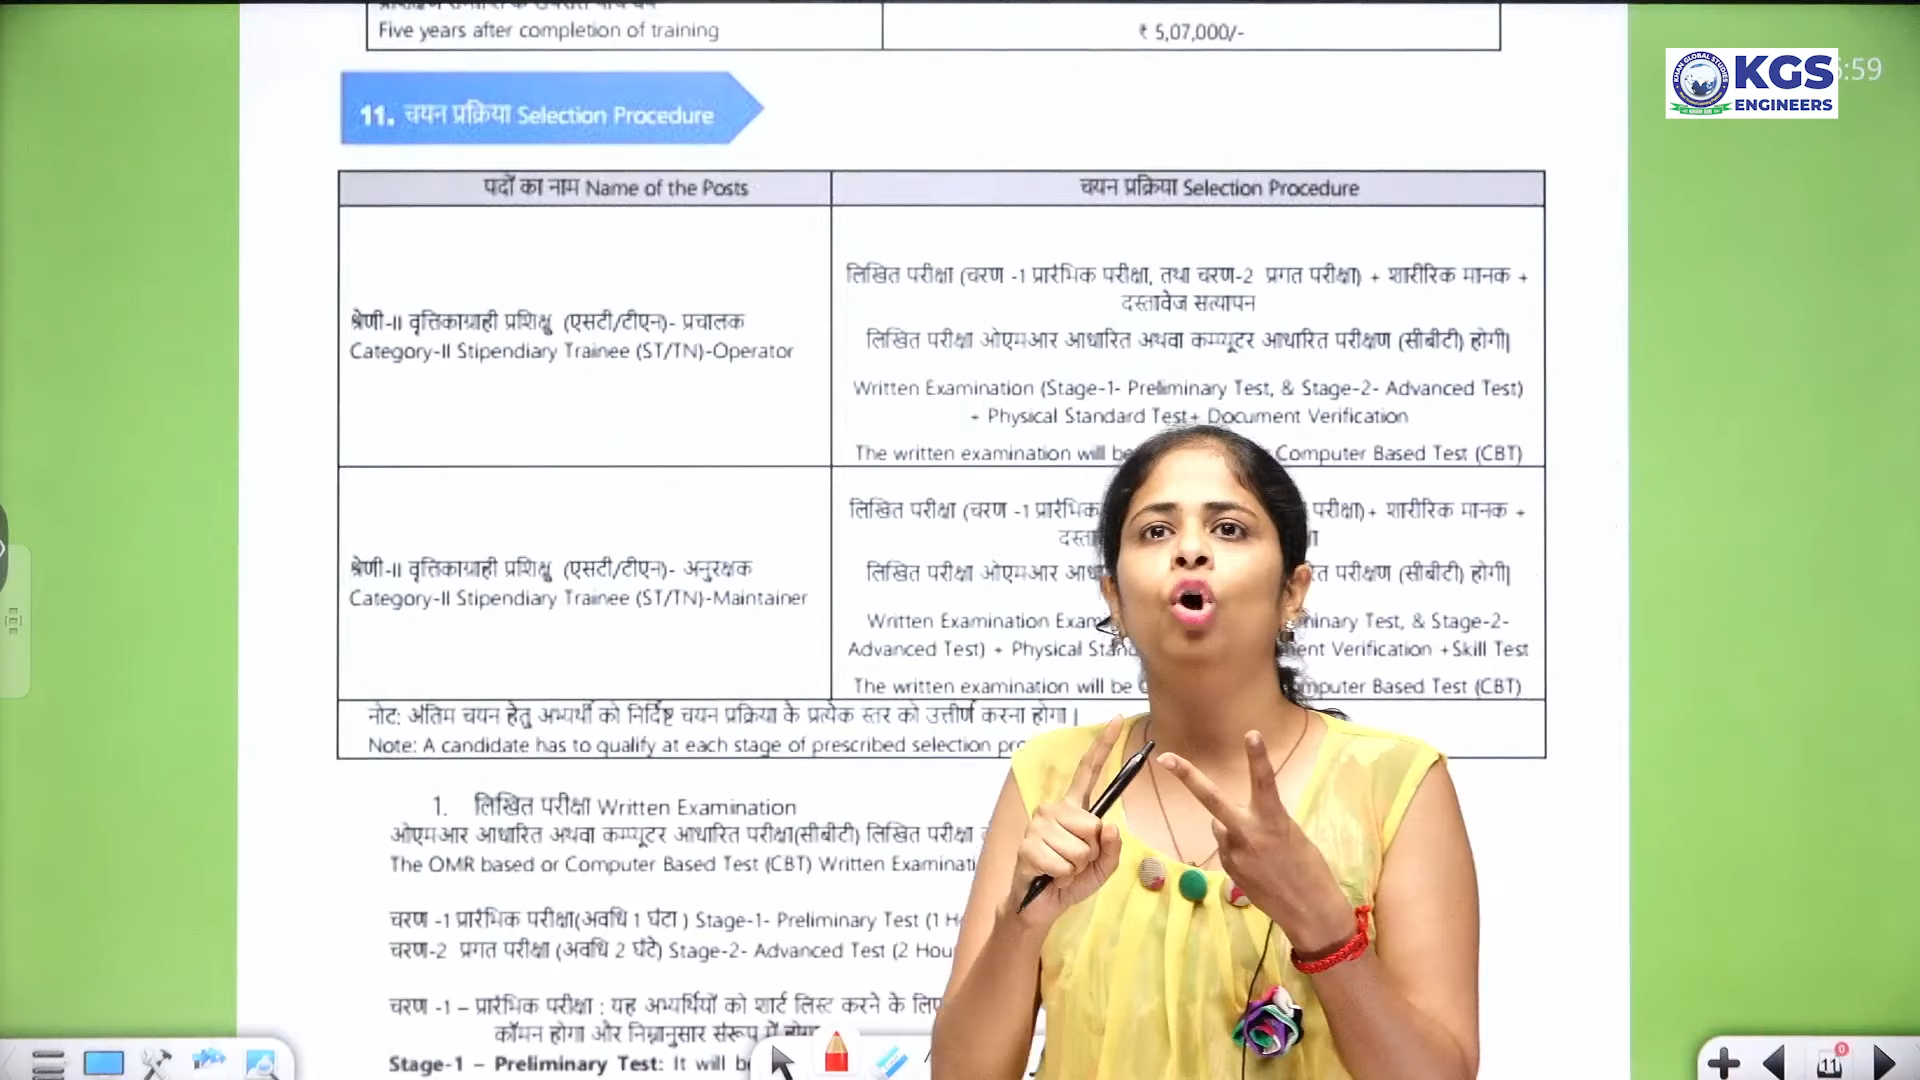 Five years after completion of training
₹ 5,07,000/-
KGS
ENGINEERS
:59
11. चयन प्रक्रिया Selection Procedure
पदों का नाम Name of the Posts
चयन प्रक्रिया Selection Procedure
श्रेणी-II वृत्तिकाग्राही प्रशिक्षु (एसटी/टीएन)- प्रचालक
Category-II Stipendiary Trainee (ST/TN)-Operator
लिखित परीक्षा (चरण -1 प्रारंभिक परीक्षा, तथा चरण-2 प्रगत परीक्षा) + शारीरिक मानक +
दस्तावेज सत्यापन
लिखित परीक्षा ओएमआर आधारित अथवा कम्प्यूटर आधारित परीक्षण (सीबीटी) होगी|
Written Examination (Stage-1- Preliminary Test, & Stage-2- Advanced Test)
+ Physical Standard Test+ Document Verification
The written examination will be Computer Based Test (CBT)
श्रेणी-II वृत्तिकाग्राही प्रशिक्षु (एसटी/टीएन)- अनुरक्षक
Category-II Stipendiary Trainee (ST/TN)-Maintainer
लिखित परीक्षा (चरण -1 प्रारंभिक परीक्षा)+ शारीरिक मानक +
लिखित परीक्षा ओएमआर परीक्षण (सीबीटी) होगी|
Written Examination Test, & Stage-2-
Advanced Test) + Physical Verification +Skill Test
The written examination will be Computer Based Test (CBT)
नोट: अंतिम चयन हेतु अभ्यर्थी को निर्दिष्ट चयन प्रक्रिया के प्रत्येक स्तर को उत्तीर्ण करना होगा |
Note: A candidate has to qualify at each stage of prescribed selection
1. लिखित परीक्षा Written Examination
ओएमआर आधारित अथवा कम्प्यूटर आधारित परीक्षा(सीबीटी) लिखित परीक्षा
The OMR based or Computer Based Test (CBT) Written
चरण -1 प्रारंभिक परीक्षा(अवधि 1 घंटा ) Stage-1- Preliminary Test (1
चरण-2 प्रगत परीक्षा (अवधि 2 घंटे) Stage-2- Advanced Test (2
चरण -1 – प्रारंभिक परीक्षा : यह अभ्यर्थियों को शार्ट लिस्ट करने के
कॉमन होगा और निम्नानुसार संरूप में होगा
Stage-1 – Preliminary Test: It will
11
0